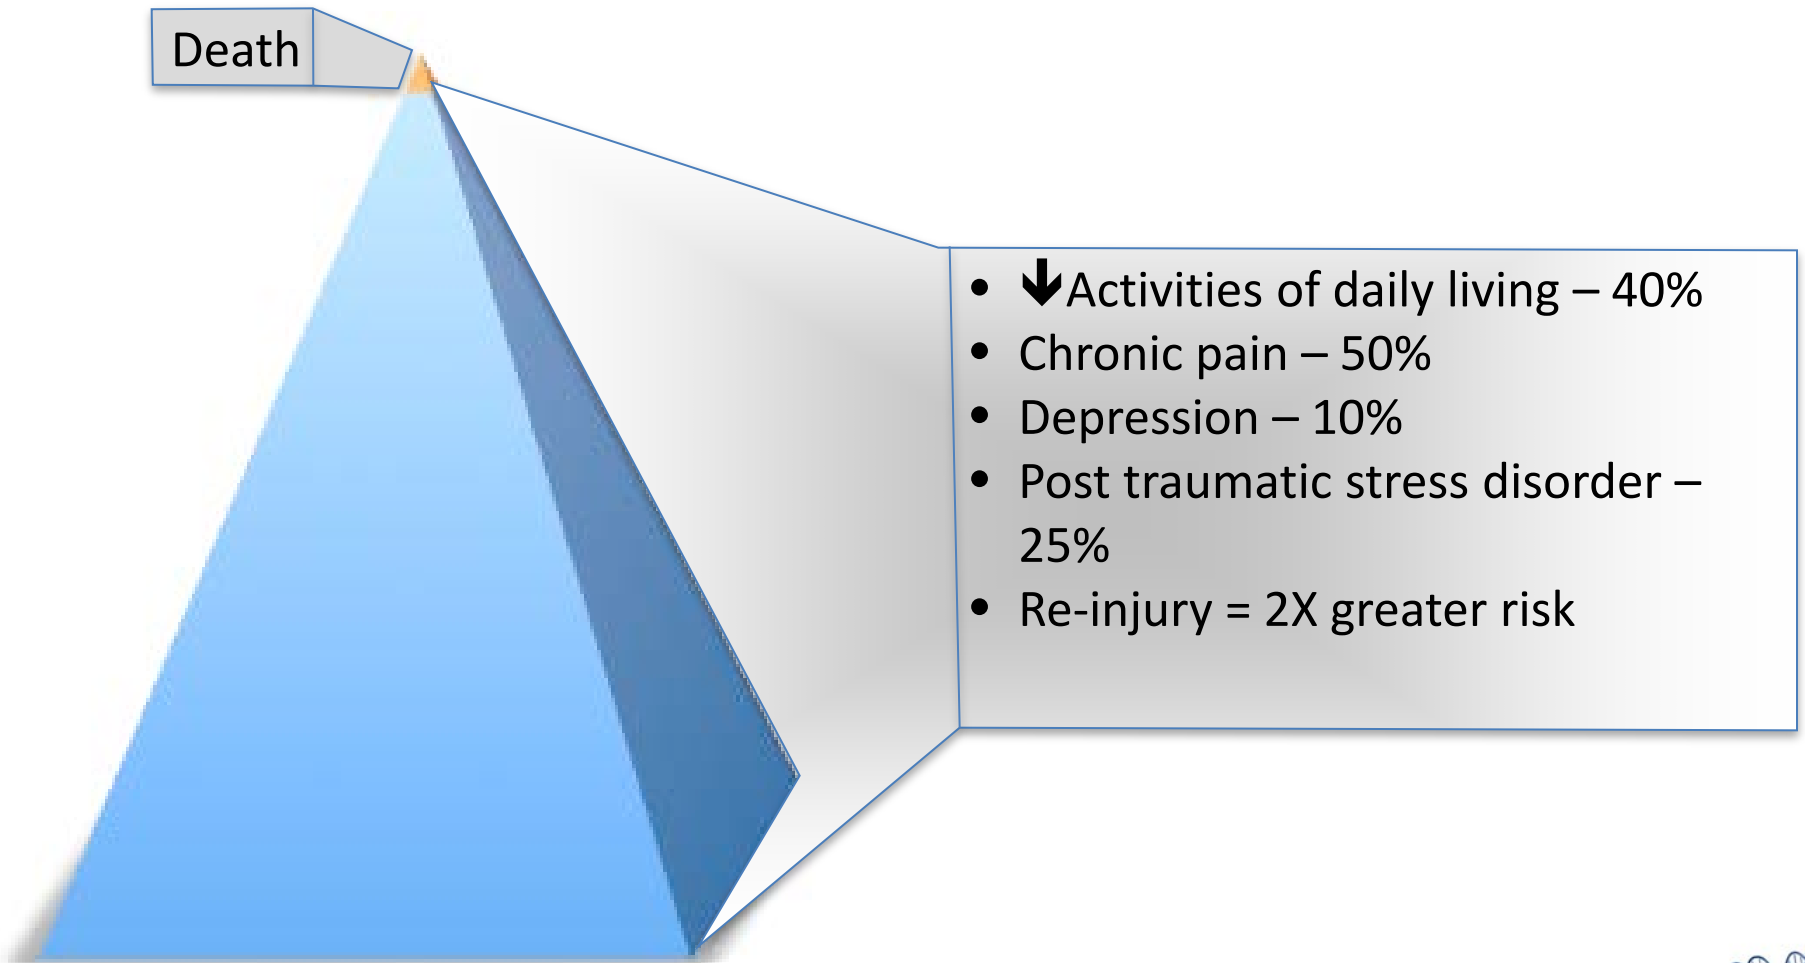 Death
• 🡻Activities of daily living – 40%
• Chronic pain – 50%
• Depression – 10%
• Post traumatic stress disorder –
25%
• Re-injury = 2X greater risk